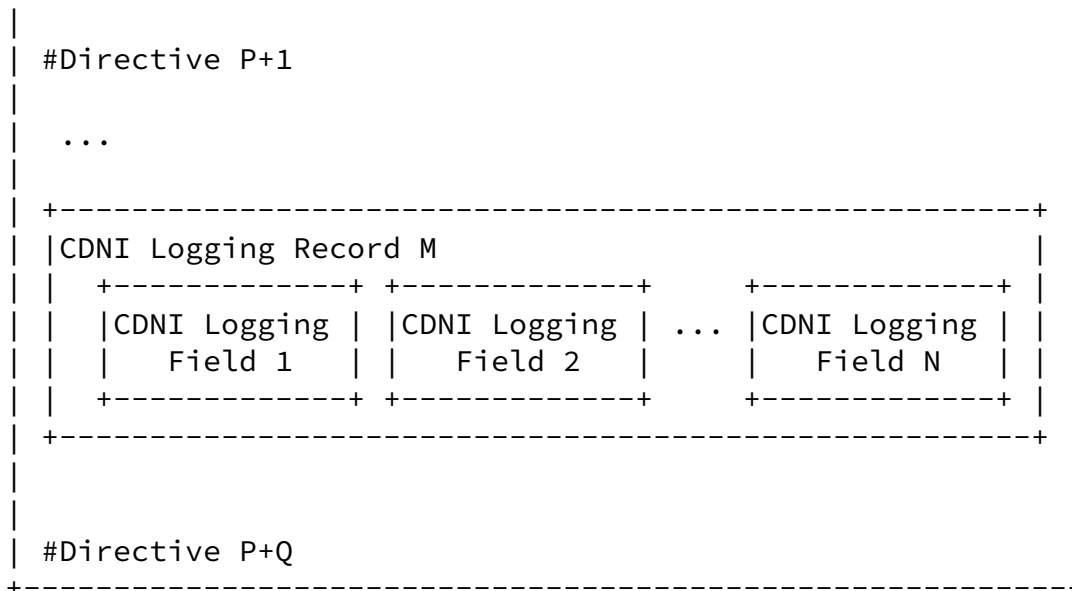 #Directive P+1
...
CDNI Logging Record M
CDNI Logging CDNI Logging ... CDNI Logging
Field 1 Field 2 Field N
#Directive P+Q